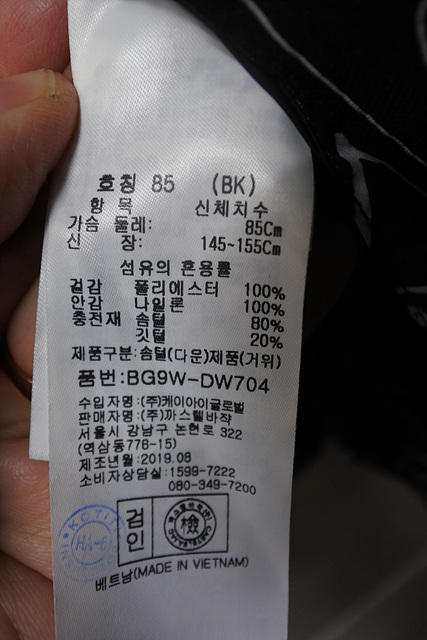 호칭 85 (BK)
항 목 신체치수
가슴 둘레: 85Cm
신 장: 145~155Cm
섬유의 혼용률
겉감 폴리에스터 100%
안감 나일론 100%
충전재 솜털 80%
깃털 20%
제품구분:솜털(다운)제품(거위)
품번:BG9W-DW704
수입자명:(주)케이아이글로벌
판매자명:(주)까스텔바쟉
서울시 강남구 논현로 322
(역삼동776-15)
제조년월:2019.08
소비자상담실:1599-7222
080-349-7200
검인
檢
KOTITI
베트남(MADE IN VIETNAM)